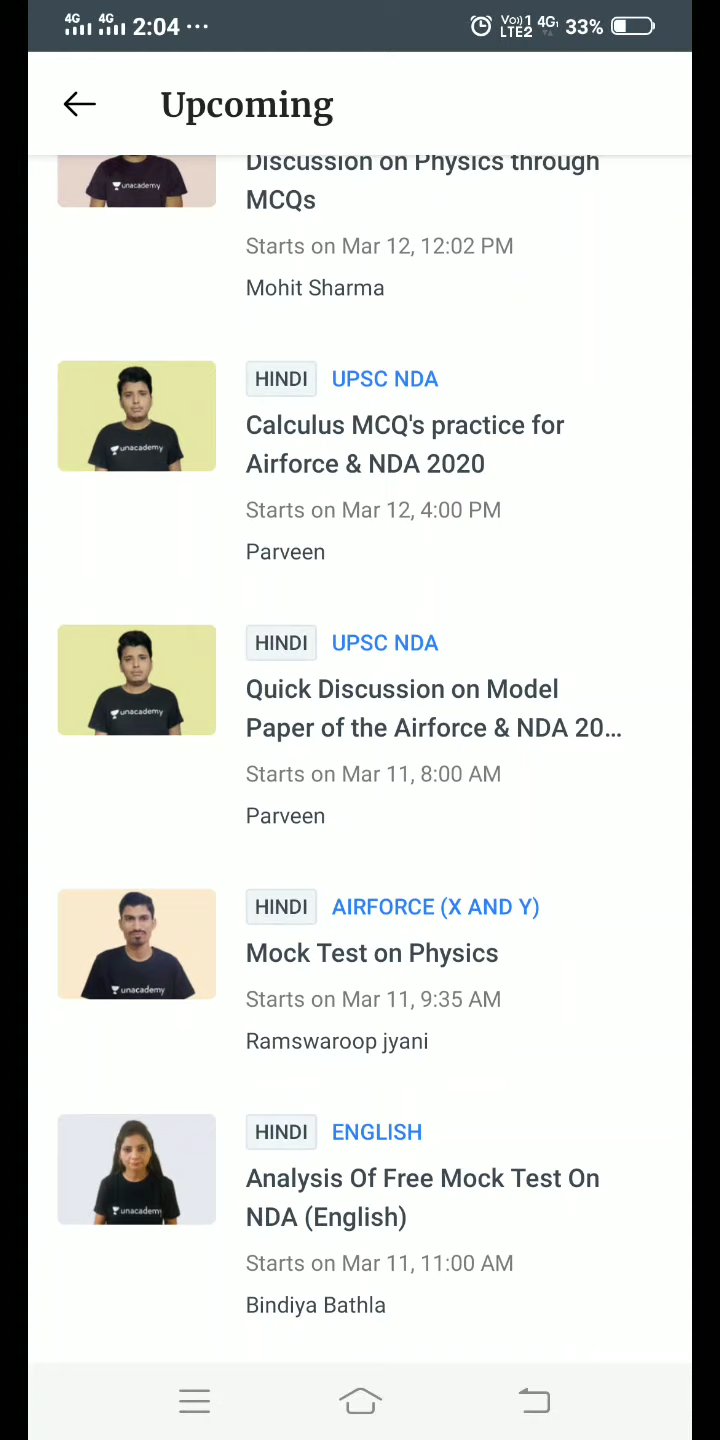 4G 4G 2:04 ... Vo)) 1 LTE2 4G 33%
Upcoming
unacademy
Discussion on Physics through
MCQs
Starts on Mar 12, 12:02 PM
Mohit Sharma
unacademy
HINDI UPSC NDA
Calculus MCQ's practice for
Airforce & NDA 2020
Starts on Mar 12, 4:00 PM
Parveen
unacademy
HINDI UPSC NDA
Quick Discussion on Model
Paper of the Airforce & NDA 20...
Starts on Mar 11, 8:00 AM
Parveen
unacademy
HINDI AIRFORCE (X AND Y)
Mock Test on Physics
Starts on Mar 11, 9:35 AM
Ramswaroop jyani
unacademy
HINDI ENGLISH
Analysis Of Free Mock Test On
NDA (English)
Starts on Mar 11, 11:00 AM
Bindiya Bathla